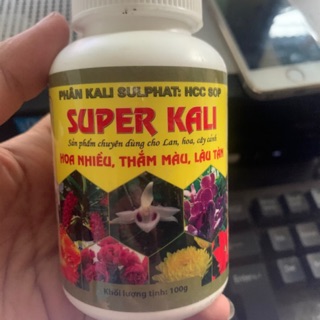 PHÂN KALI SULPHAT: HCC SOP
SUPER KALI
Sản phẩm chuyên dùng cho Lan, hoa, cây cảnh
HOA NHIỀU, THẮM MÀU, LÂU TÀN
Khối lượng tịnh: 100g